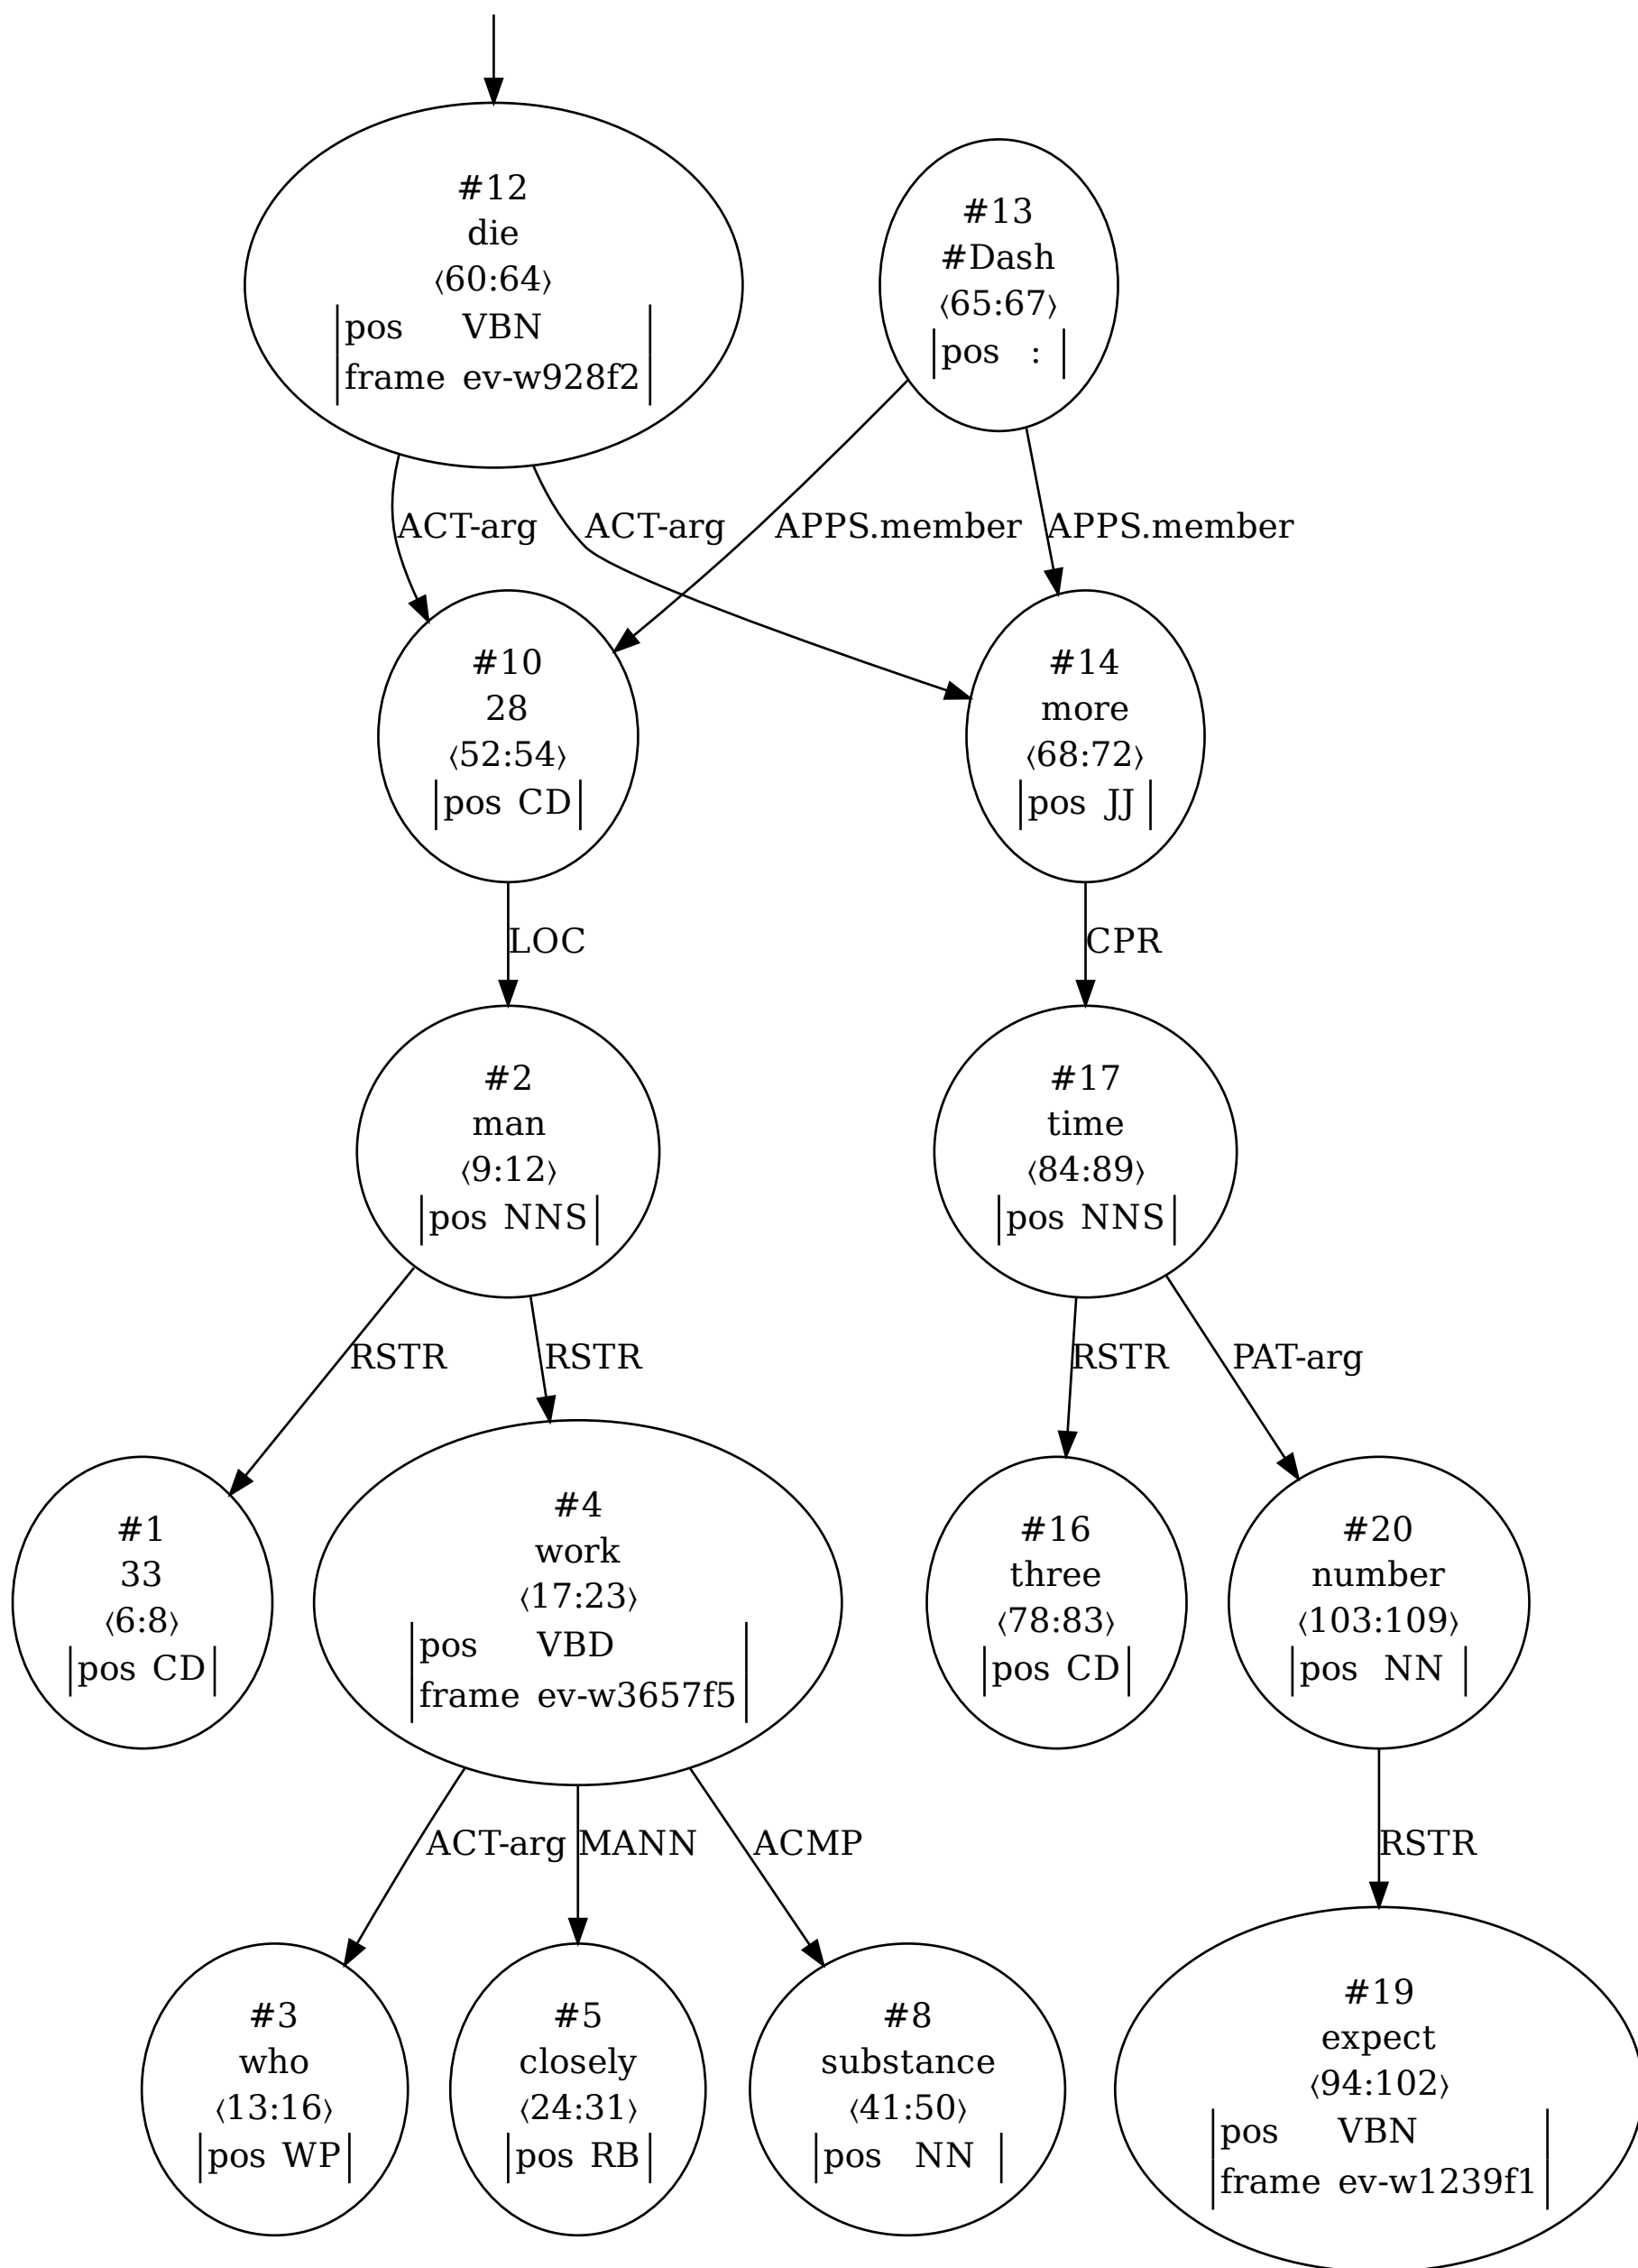 #12
die
⟨60:64⟩
pos VBN
frame ev-w928f2
#13
#Dash
⟨65:67⟩
pos :
ACT-arg
ACT-arg
APPS.member
APPS.member
#10
28
⟨52:54⟩
pos CD
#14
more
⟨68:72⟩
pos JJ
LOC
CPR
#2
man
⟨9:12⟩
pos NNS
#17
time
⟨84:89⟩
pos NNS
RSTR
RSTR
RSTR
PAT-arg
#1
33
⟨6:8⟩
pos CD
#4
work
⟨17:23⟩
pos VBD
frame ev-w3657f5
#16
three
⟨78:83⟩
pos CD
#20
number
⟨103:109⟩
pos NN
ACT-arg
MANN
ACMP
RSTR
#3
who
⟨13:16⟩
pos WP
#5
closely
⟨24:31⟩
pos RB
#8
substance
⟨41:50⟩
pos NN
#19
expect
⟨94:102⟩
pos VBN
frame ev-w1239f1